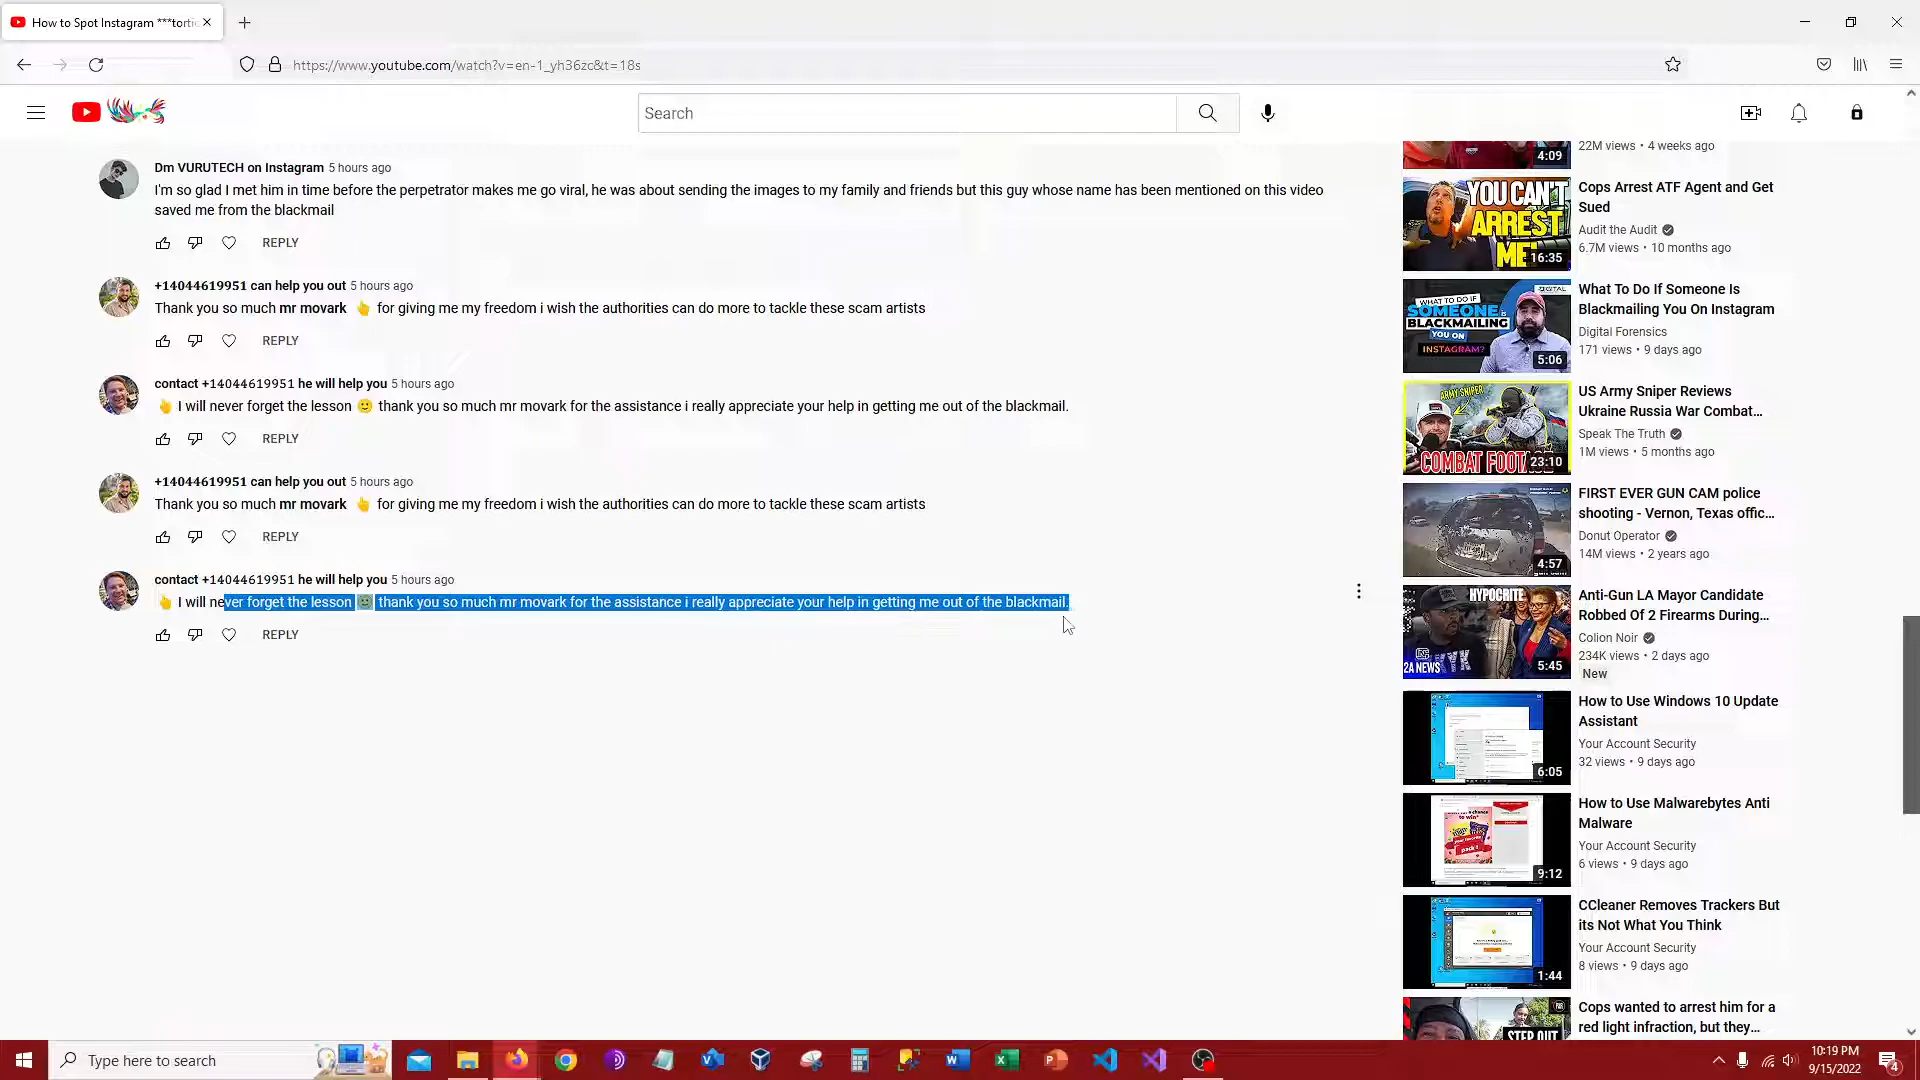 How to Spot Instagram ***tortio
https://www.youtube.com/watch?v=en-1_yh36zc&t=18s
Search
Dm VURUTECH on Instagram 5 hours ago
I'm so glad I met him in time before the perpetrator makes me go viral, he was about sending the images to my family and friends but this guy whose name has been mentioned on this video
saved me from the blackmail
REPLY
+14044619951 can help you out 5 hours ago
Thank you so much mr movark 👆 for giving me my freedom i wish the authorities can do more to tackle these scam artists
REPLY
contact +14044619951 he will help you 5 hours ago
👆 I will never forget the lesson 🙂 thank you so much mr movark for the assistance i really appreciate your help in getting me out of the blackmail.
REPLY
+14044619951 can help you out 5 hours ago
Thank you so much mr movark 👆 for giving me my freedom i wish the authorities can do more to tackle these scam artists
REPLY
contact +14044619951 he will help you 5 hours ago
👆 I will never forget the lesson 🙂 thank you so much mr movark for the assistance i really appreciate your help in getting me out of the blackmail.
REPLY
4:09
22M views • 4 weeks ago
YOU CAN'T
ARREST
ME
16:35
Cops Arrest ATF Agent and Get
Sued
Audit the Audit
6.7M views • 10 months ago
WHAT TO DO IF
SOMEONE IS
BLACKMAILING
YOU ON
INSTAGRAM?
5:06
What To Do If Someone Is
Blackmailing You On Instagram
Digital Forensics
171 views • 9 days ago
ARMY SNIPER
COMBAT FOOTAGE
23:10
US Army Sniper Reviews
Ukraine Russia War Combat...
Speak The Truth
1M views • 5 months ago
4:57
FIRST EVER GUN CAM police
shooting - Vernon, Texas offic...
Donut Operator
14M views • 2 years ago
HYPOCRITE
2A NEWS
5:45
Anti-Gun LA Mayor Candidate
Robbed Of 2 Firearms During...
Colion Noir
234K views • 2 days ago
New
6:05
How to Use Windows 10 Update
Assistant
Your Account Security
32 views • 9 days ago
9:12
How to Use Malwarebytes Anti
Malware
Your Account Security
6 views • 9 days ago
1:44
CCleaner Removes Trackers But
its Not What You Think
Your Account Security
8 views • 9 days ago
STEP OUT
Cops wanted to arrest him for a
red light infraction, but they...
Type here to search
10:19 PM
9/15/2022
4